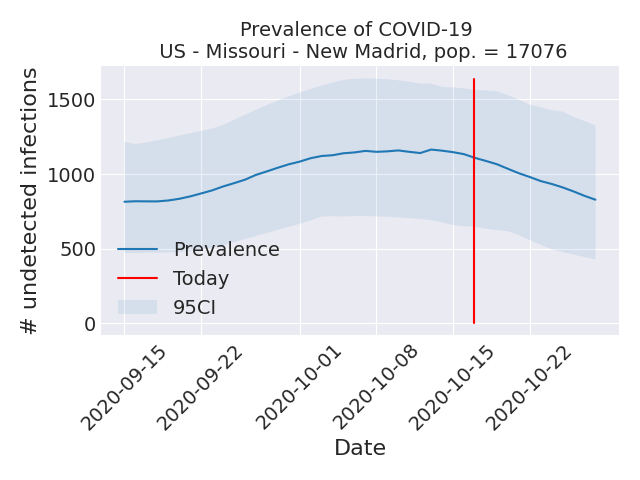 Prevalence of COVID-19
US - Missouri - New Madrid, pop. = 17076
# undetected infections
1500
1000
500
0
Prevalence
Today
95CI
2020-09-15
2020-09-22
2020-10-01
2020-10-08
2020-10-15
2020-10-22
Date